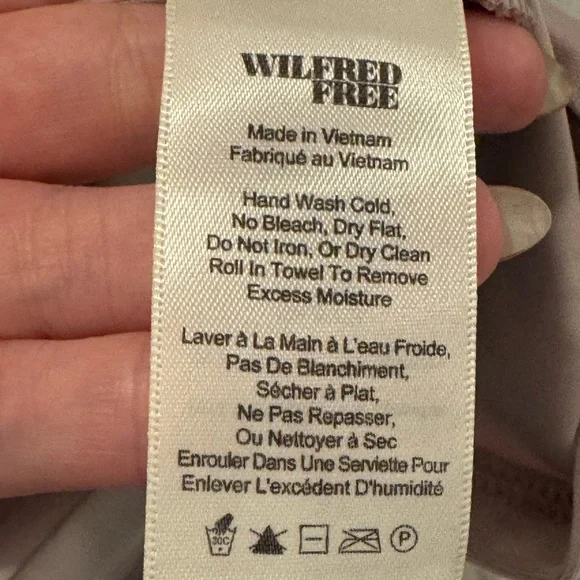 WILFRED
FREE
Made in Vietnam
Fabriqué au Vietnam
Hand Wash Cold,
No Bleach, Dry Flat,
Do Not Iron, Or Dry Clean
Roll In Towel To Remove
Excess Moisture
Laver à La Main à L'eau Froide,
Pas De Blanchiment,
Sécher à Plat,
Ne Pas Repasser,
Ou Nettoyer à Sec
Enrouler Dans Une Serviette Pour
Enlever L'excédent D'humidité
30C P